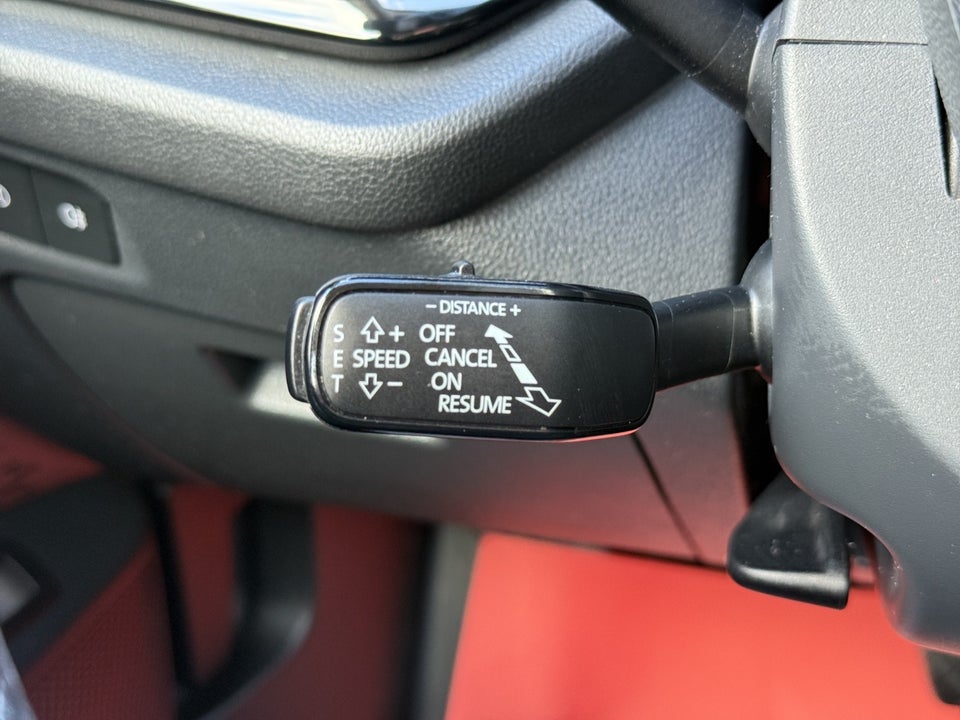 − DISTANCE +
S + OFF
E SPEED CANCEL
T − ON
RESUME